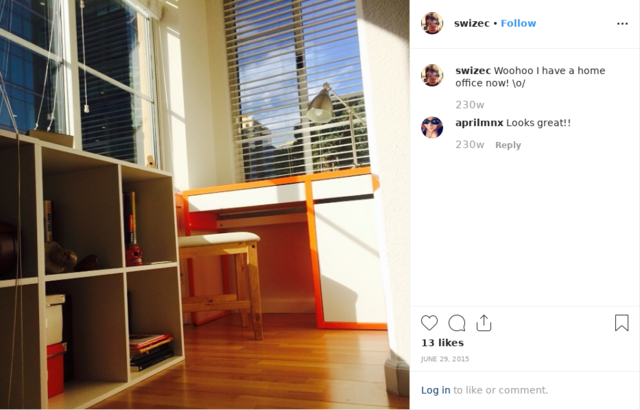 swizec • Follow
swizec Woohoo I have a home
office now! \o/
230w
aprilmnx Looks great!!
230w Reply
13 likes
JUNE 29, 2015
Log in to like or comment.